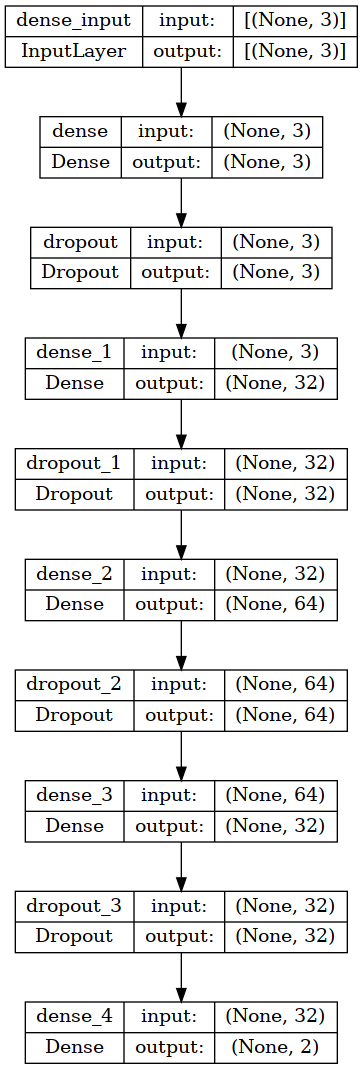 dense_input input: [(None, 3)]
InputLayer output: [(None, 3)]
dense input: (None, 3)
Dense output: (None, 3)
dropout input: (None, 3)
Dropout output: (None, 3)
dense_1 input: (None, 3)
Dense output: (None, 32)
dropout_1 input: (None, 32)
Dropout output: (None, 32)
dense_2 input: (None, 32)
Dense output: (None, 64)
dropout_2 input: (None, 64)
Dropout output: (None, 64)
dense_3 input: (None, 64)
Dense output: (None, 32)
dropout_3 input: (None, 32)
Dropout output: (None, 32)
dense_4 input: (None, 32)
Dense output: (None, 2)